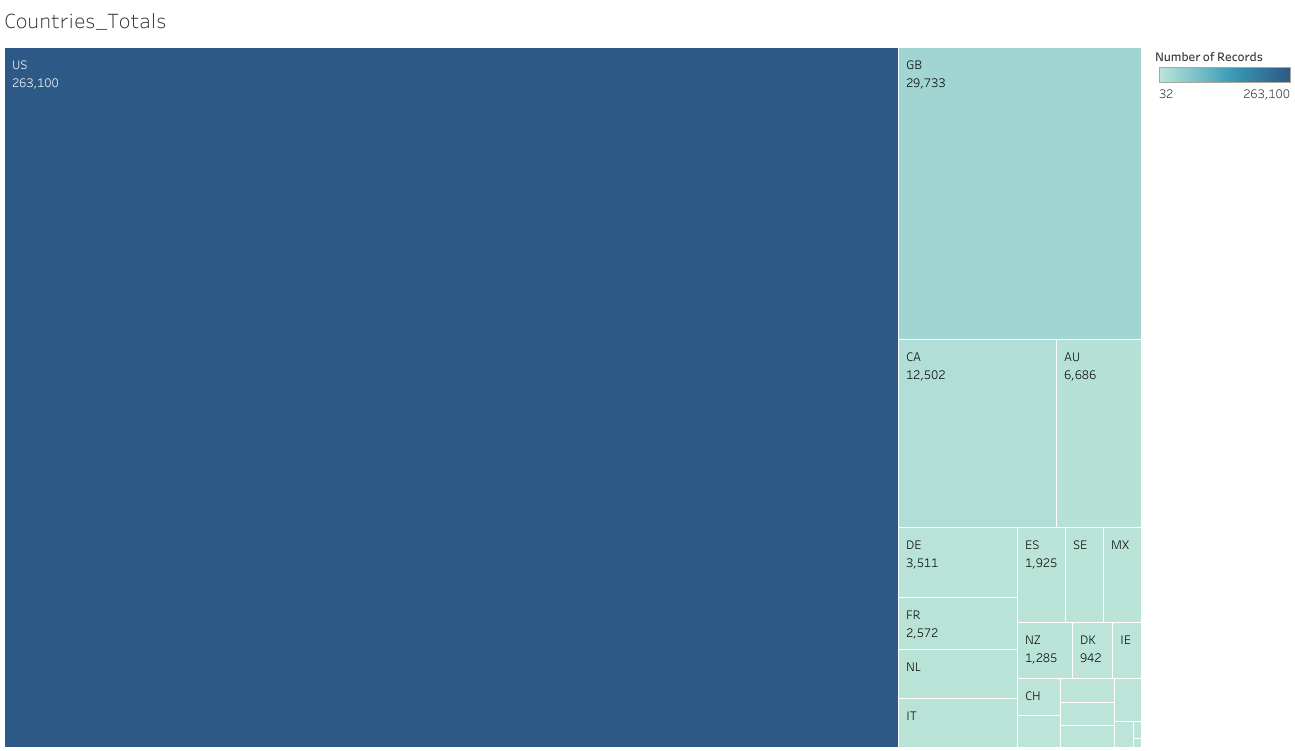 Countries_Totals
US
263,100
GB
29,733
CA
12,502
AU
6,686
DE
3,511
FR
2,572
NL
IT
ES
1,925
SE
MX
NZ
1,285
DK
942
IE
CH
Number of Records
32 263,100